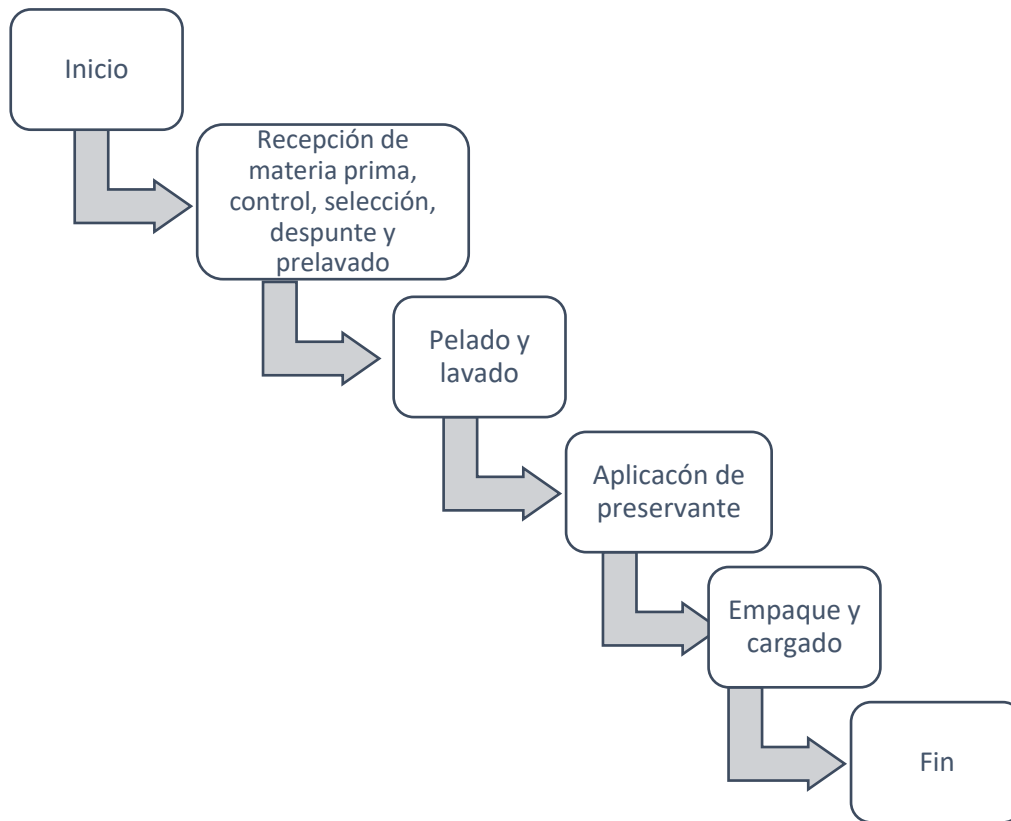 Inicio
Recepción de
materia prima,
control, selección,
despunte y
prelavado
Pelado y
lavado
Aplicacón de
preservante
Empaque y
cargado
Fin